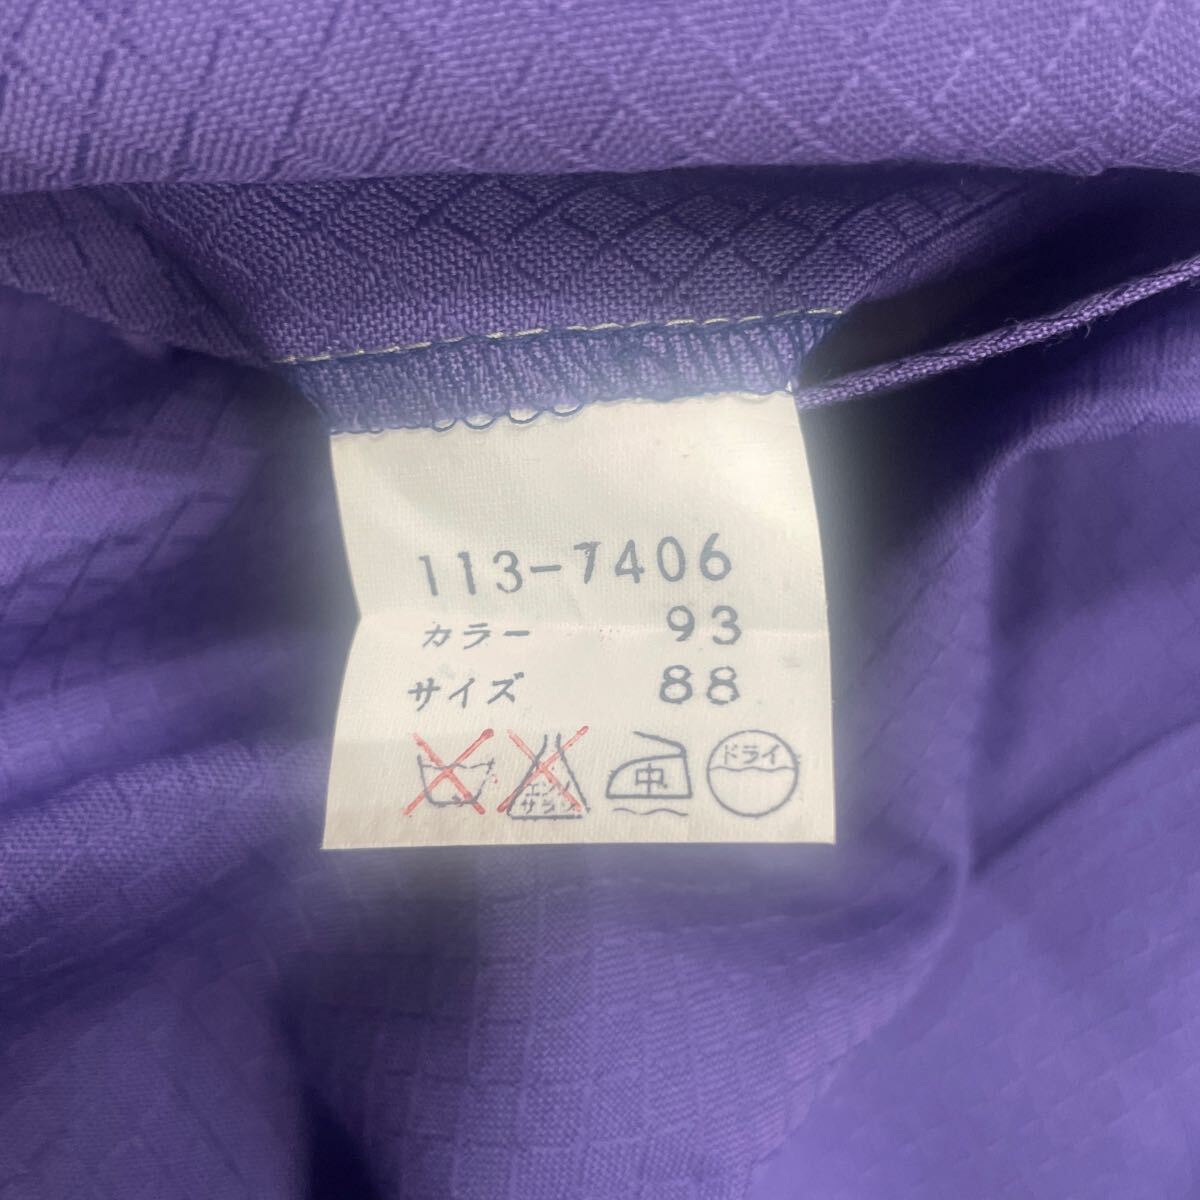 113-7406
カラー 93
サイズ 88
エンソ
サラシ
中
ドライ